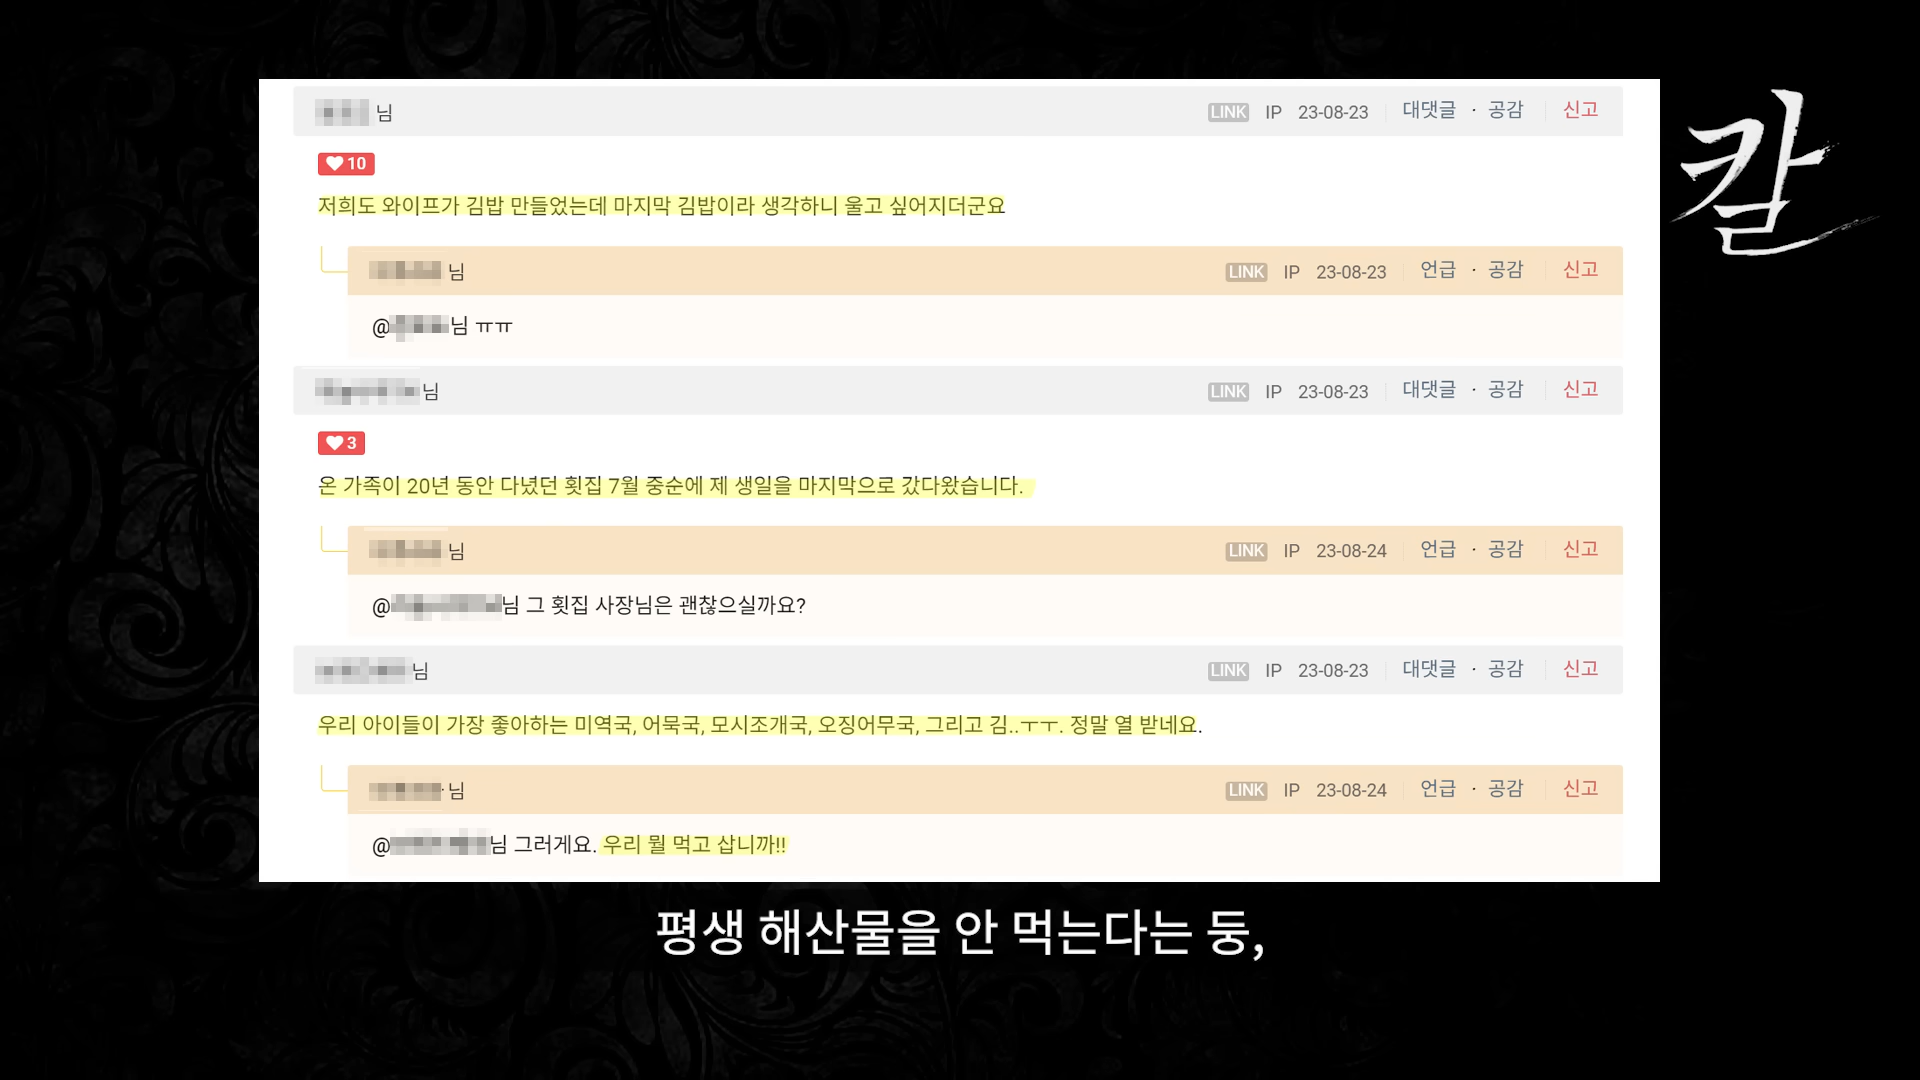 님 LINK IP 23-08-23 대댓글 · 공감 신고
10
저희도 와이프가 김밥 만들었는데 마지막 김밥이라 생각하니 울고 싶어지더군요
님 LINK IP 23-08-23 언급 · 공감 신고
@ 님 ㅠㅠ
님 LINK IP 23-08-23 대댓글 · 공감 신고
3
온 가족이 20년 동안 다녔던 횟집 7월 중순에 제 생일을 마지막으로 갔다왔습니다.
님 LINK IP 23-08-24 언급 · 공감 신고
@ 님 그 횟집 사장님은 괜찮으실까요?
님 LINK IP 23-08-23 대댓글 · 공감 신고
우리 아이들이 가장 좋아하는 미역국, 어묵국, 모시조개국, 오징어무국, 그리고 김..ㅜㅜ. 정말 열 받네요.
님 LINK IP 23-08-24 언급 · 공감 신고
@ 님 그러게요. 우리 뭘 먹고 삽니까!!
칼
평생 해산물을 안 먹는다는 둥,